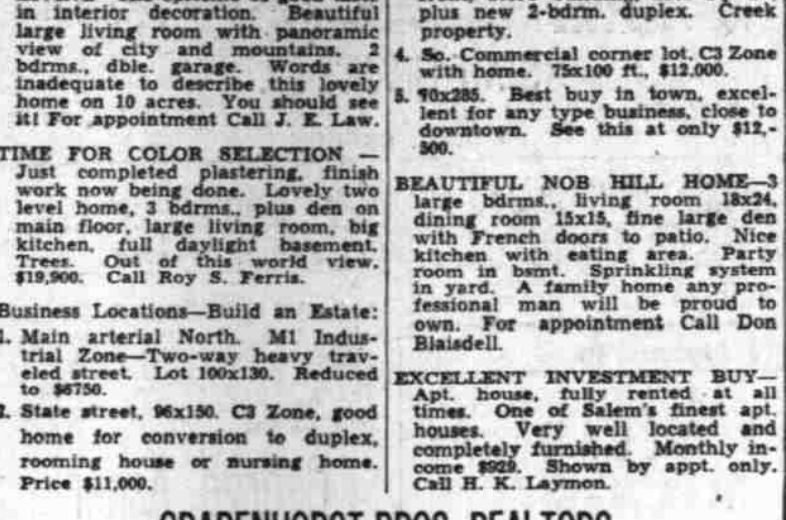 in interior decoration. Beautiful
large living room with panoramic
view of city and mountains. 2
bdrms., dble. garage. Words are
inadequate to describe this lovely
home on 10 acres. You should see
it! For appointment Call J. E. Law.
TIME FOR COLOR SELECTION —
Just completed plastering, finish
work now being done. Lovely two
level home, 3 bdrms., plus den on
main floor, large living room, big
kitchen, full daylight basement.
Trees. Out of this world view.
$19,900. Call Roy S. Ferris.
Business Locations—Build an Estate:
1. Main arterial North. M1 Indus-
trial Zone—Two-way heavy trav-
eled street. Lot 100x130. Reduced
to $6750.
2. State street, 96x150. C3 Zone, good
home for conversion to duplex,
rooming house or nursing home.
Price $11,000.
plus new 2-bdrm. duplex. Creek
property.
4. So. Commercial corner lot, C3 Zone
with home. 75x100 ft., $12,000.
5. 90x285. Best buy in town, excel-
lent for any type business, close to
downtown. See this at only $12,-
500.
BEAUTIFUL NOB HILL HOME—3
large bdrms., living room 18x24,
dining room 15x15, fine large den
with French doors to patio. Nice
kitchen with eating area. Party
room in bsmt. Sprinkling system
in yard. A family home any pro-
fessional man will be proud to
own. For appointment Call Don
Blaisdell.
EXCELLENT INVESTMENT BUY—
Apt. house, fully rented at all
times. One of Salem's finest apt.
houses. Very well located and
completely furnished. Monthly in-
come $929. Shown by appt. only.
Call H. K. Laymon.
GRABENHORST BROS. REALTORS